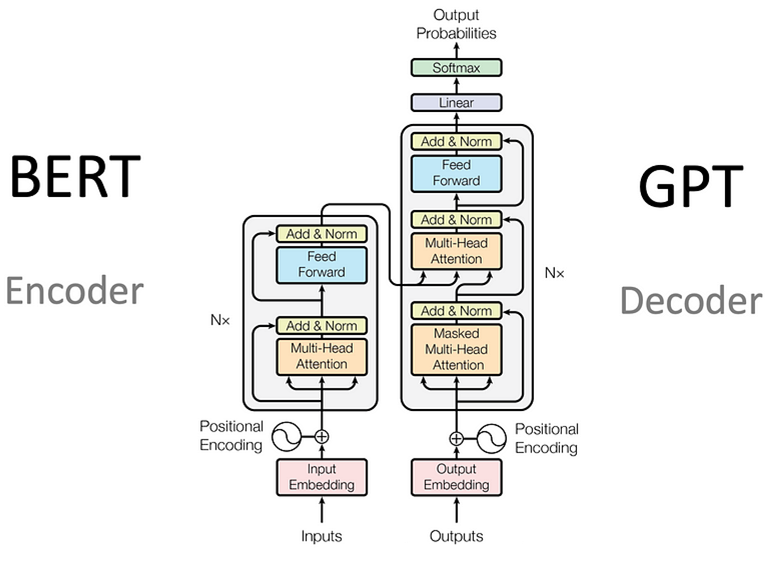 Output
Probabilities
Softmax
Linear
Add & Norm
Feed
Forward
Add & Norm
Multi-Head
Attention
Add & Norm
Masked
Multi-Head
Attention
Nx
Positional
Encoding
Output
Embedding
Outputs
GPT
Decoder
BERT
Encoder
Add & Norm
Feed
Forward
Add & Norm
Multi-Head
Attention
N×
Positional
Encoding
Input
Embedding
Inputs